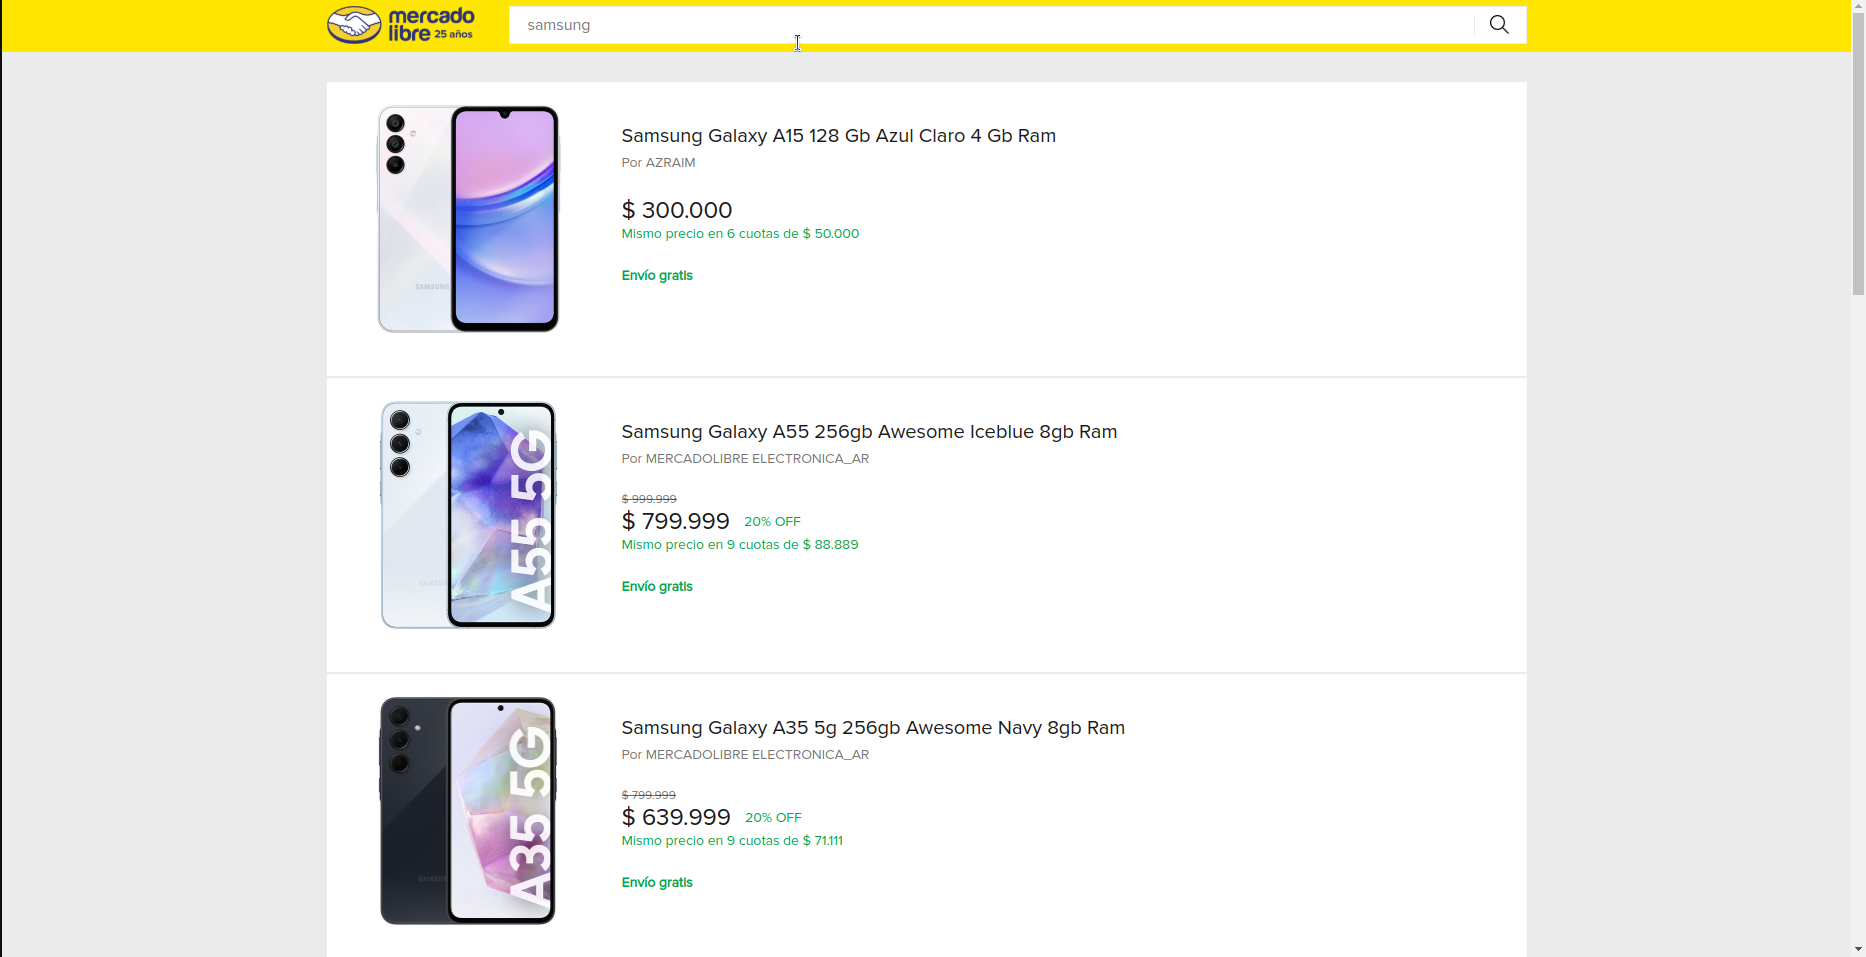 mercado
libre 25 años
samsung
Samsung Galaxy A15 128 Gb Azul Claro 4 Gb Ram
Por AZRAIM
$ 300.000
Mismo precio en 6 cuotas de $ 50.000
Envío gratis
SAMSUNG
Samsung Galaxy A55 256gb Awesome Iceblue 8gb Ram
Por MERCADOLIBRE ELECTRONICA_AR
$ 999.999
$ 799.999 20% OFF
Mismo precio en 9 cuotas de $ 88.889
Envío gratis
A55 5G
SAMSUNG
Samsung Galaxy A35 5g 256gb Awesome Navy 8gb Ram
Por MERCADOLIBRE ELECTRONICA_AR
$ 799.999
$ 639.999 20% OFF
Mismo precio en 9 cuotas de $ 71.111
Envío gratis
A35 5G
SAMSUNG